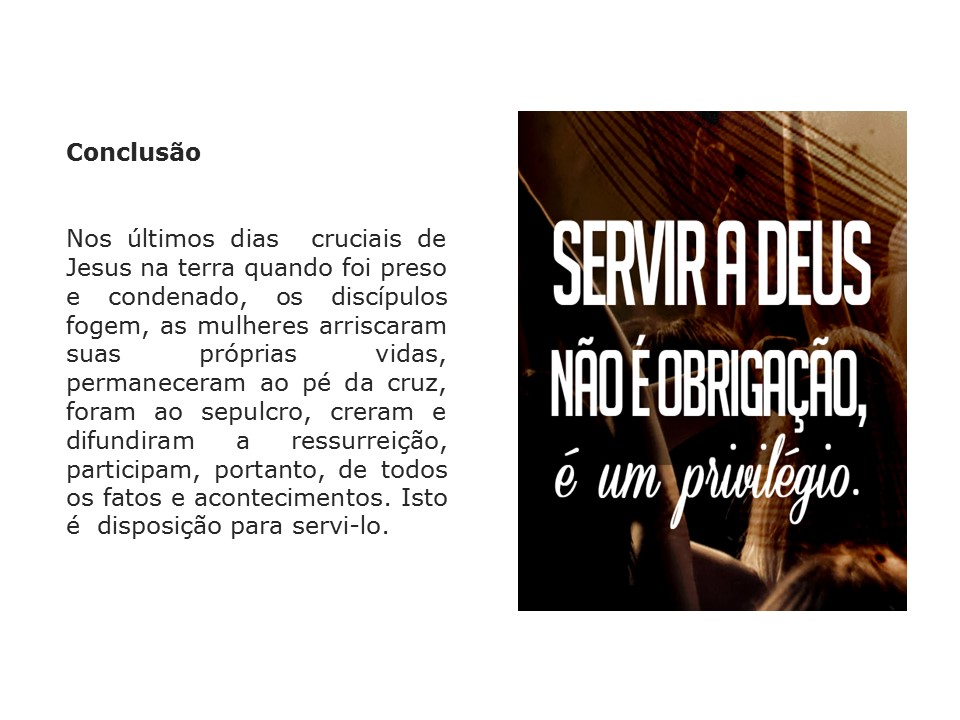 Conclusão
Nos últimos dias  cruciais de
Jesus na terra quando foi preso
e condenado, os discípulos
fogem, as mulheres arriscaram
suas próprias vidas,
permaneceram ao pé da cruz,
foram ao sepulcro, creram e
difundiram a ressurreição,
participam, portanto, de todos
os fatos e acontecimentos. Isto
é  disposição para servi-lo.
SERVIR A DEUS
NÃO É OBRIGAÇÃO,
é um privilégio.